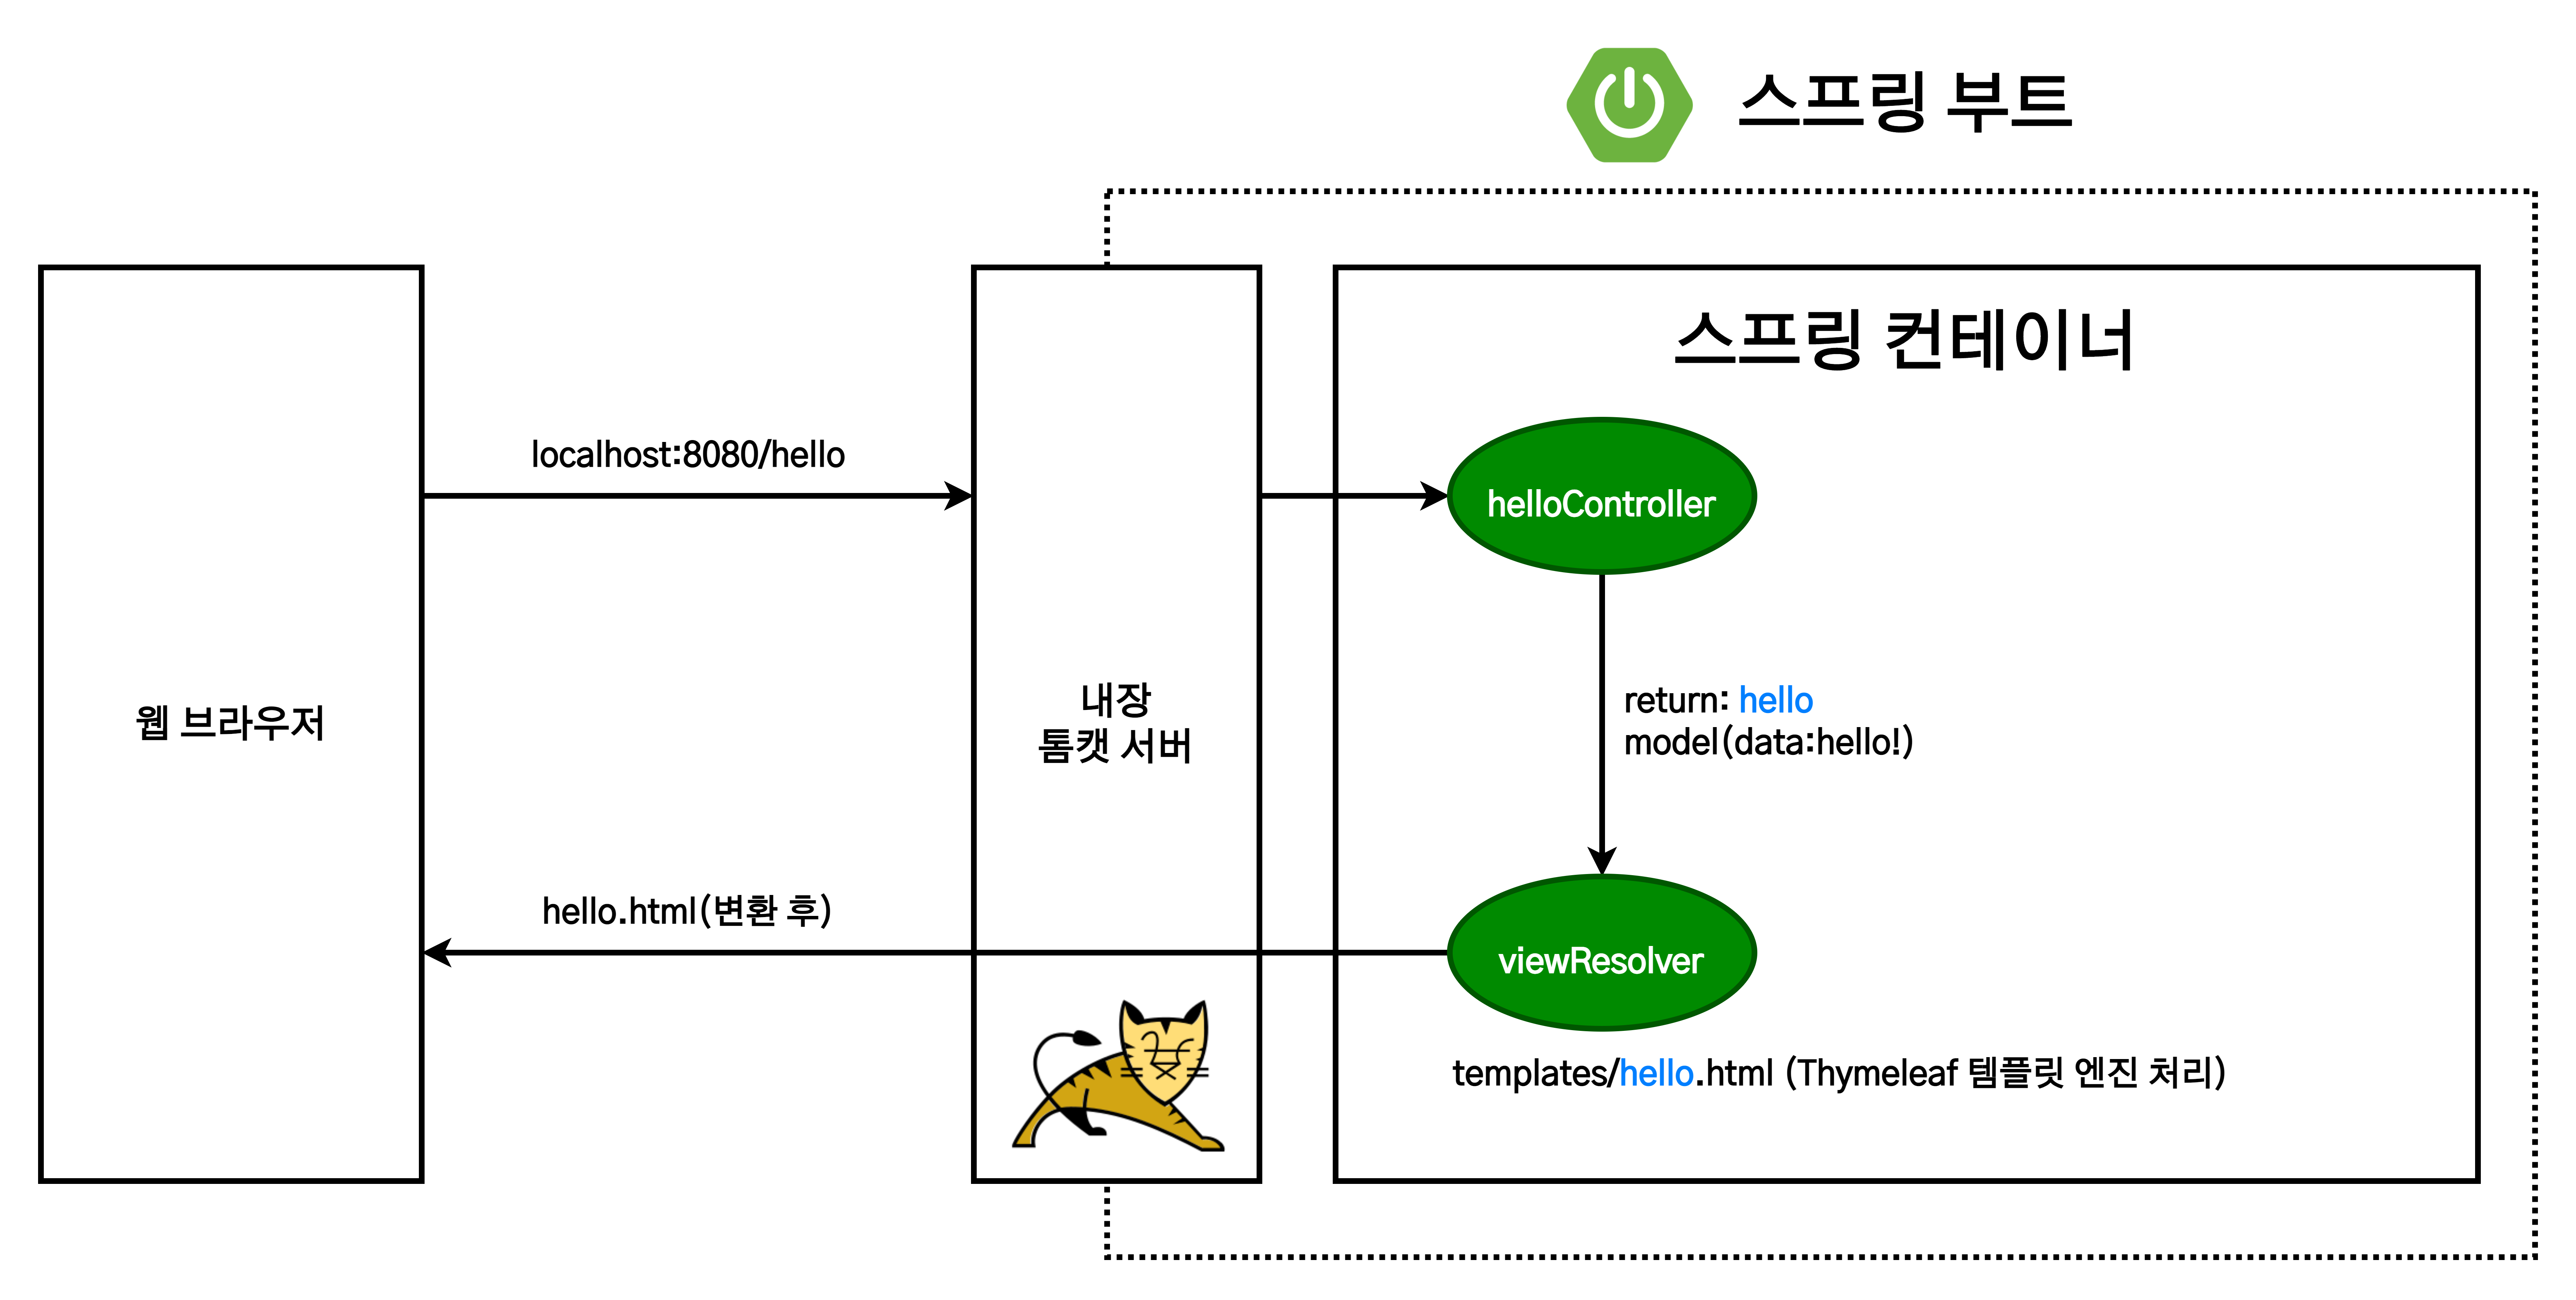 스프링 부트
스프링 컨테이너
localhost:8080/hello
helloController
웹 브라우저
내장
톰캣 서버
return: hello
model(data:hello!)
hello.html(변환 후)
viewResolver
templates/hello.html (Thymeleaf 템플릿 엔진 처리)